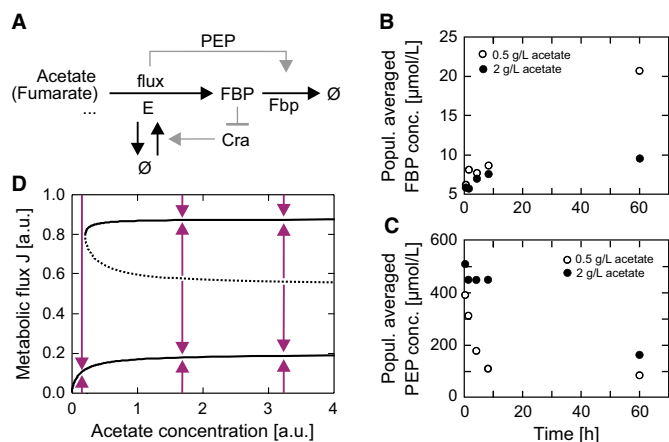 A
PEP
Acetate
(Fumarate)
...
flux
E
FBP
Fbp
Ø
Cra
Ø
B
Popul. averaged
FBP conc. [µmol/L]
25
20
15
10
5
0.5 g/L acetate
2 g/L acetate
0 20 40 60
C
Popul. averaged
PEP conc. [µmol/L]
600
400
200
0
0.5 g/L acetate
2 g/L acetate
0 20 40 60
Time [h]
D
Metabolic flux J [a.u.]
1.0
0.8
0.6
0.4
0.2
0.0
0 1 2 3 4
Acetate concentration [a.u.]